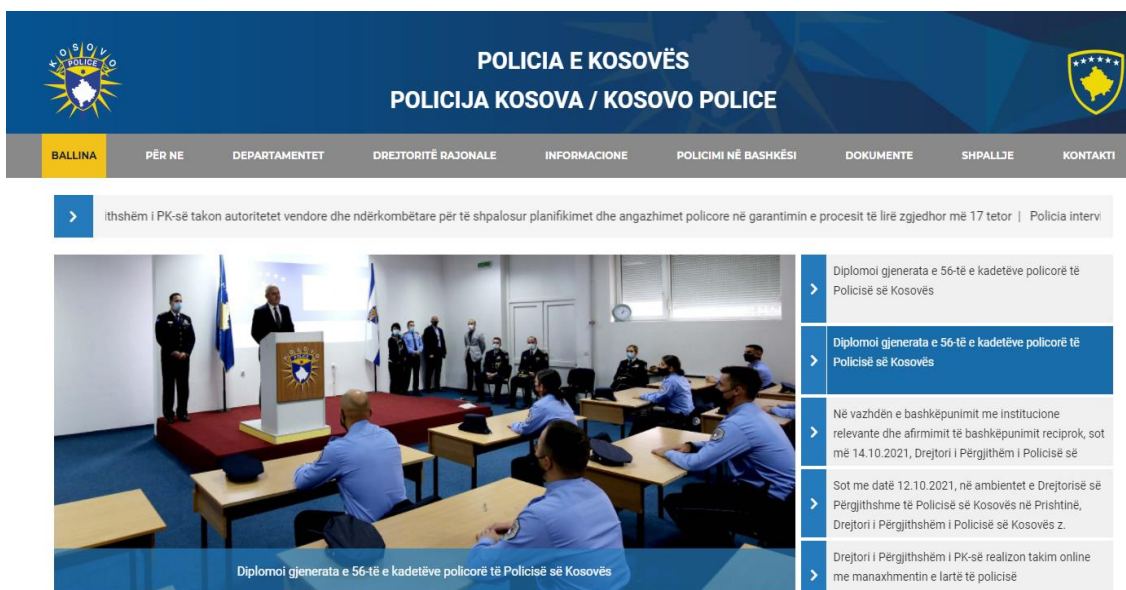 KOSOVO
POLICE
POLICIA E KOSOVËS
POLICIJA KOSOVA / KOSOVO POLICE
BALLINA PËR NE DEPARTAMENTET DREJTORITË RAJONALE INFORMACIONE POLICIMI NË BASHKËSI DOKUMENTE SHPALLJE KONTAKTI
ithshëm i PK-së takon autoritetet vendore dhe ndërkombëtare për të shpalosur planifikimet dhe angazhimet policore në garantimin e procesit të lirë zgjedhor më 17 tetor | Policia intervi
Diplomoi gjenerata e 56-të e kadetëve policorë të Policisë së Kosovës
Diplomoi gjenerata e 56-të e kadetëve policorë të
Policisë së Kosovës
Diplomoi gjenerata e 56-të e kadetëve policorë të
Policisë së Kosovës
Në vazhdën e bashkëpunimit me institucione
relevante dhe afirmimit të bashkëpunimit reciprok, sot
më 14.10.2021, Drejtori i Përgjithëm i Policisë së
Sot me datë 12.10.2021, në ambientet e Drejtorisë së
Përgjithshme të Policisë së Kosovës në Prishtinë,
Drejtori i Përgjithshëm i Policisë së Kosovës z.
Drejtori i Përgjithshëm i PK-së realizon takim online
me manaxhmentin e lartë të policisë